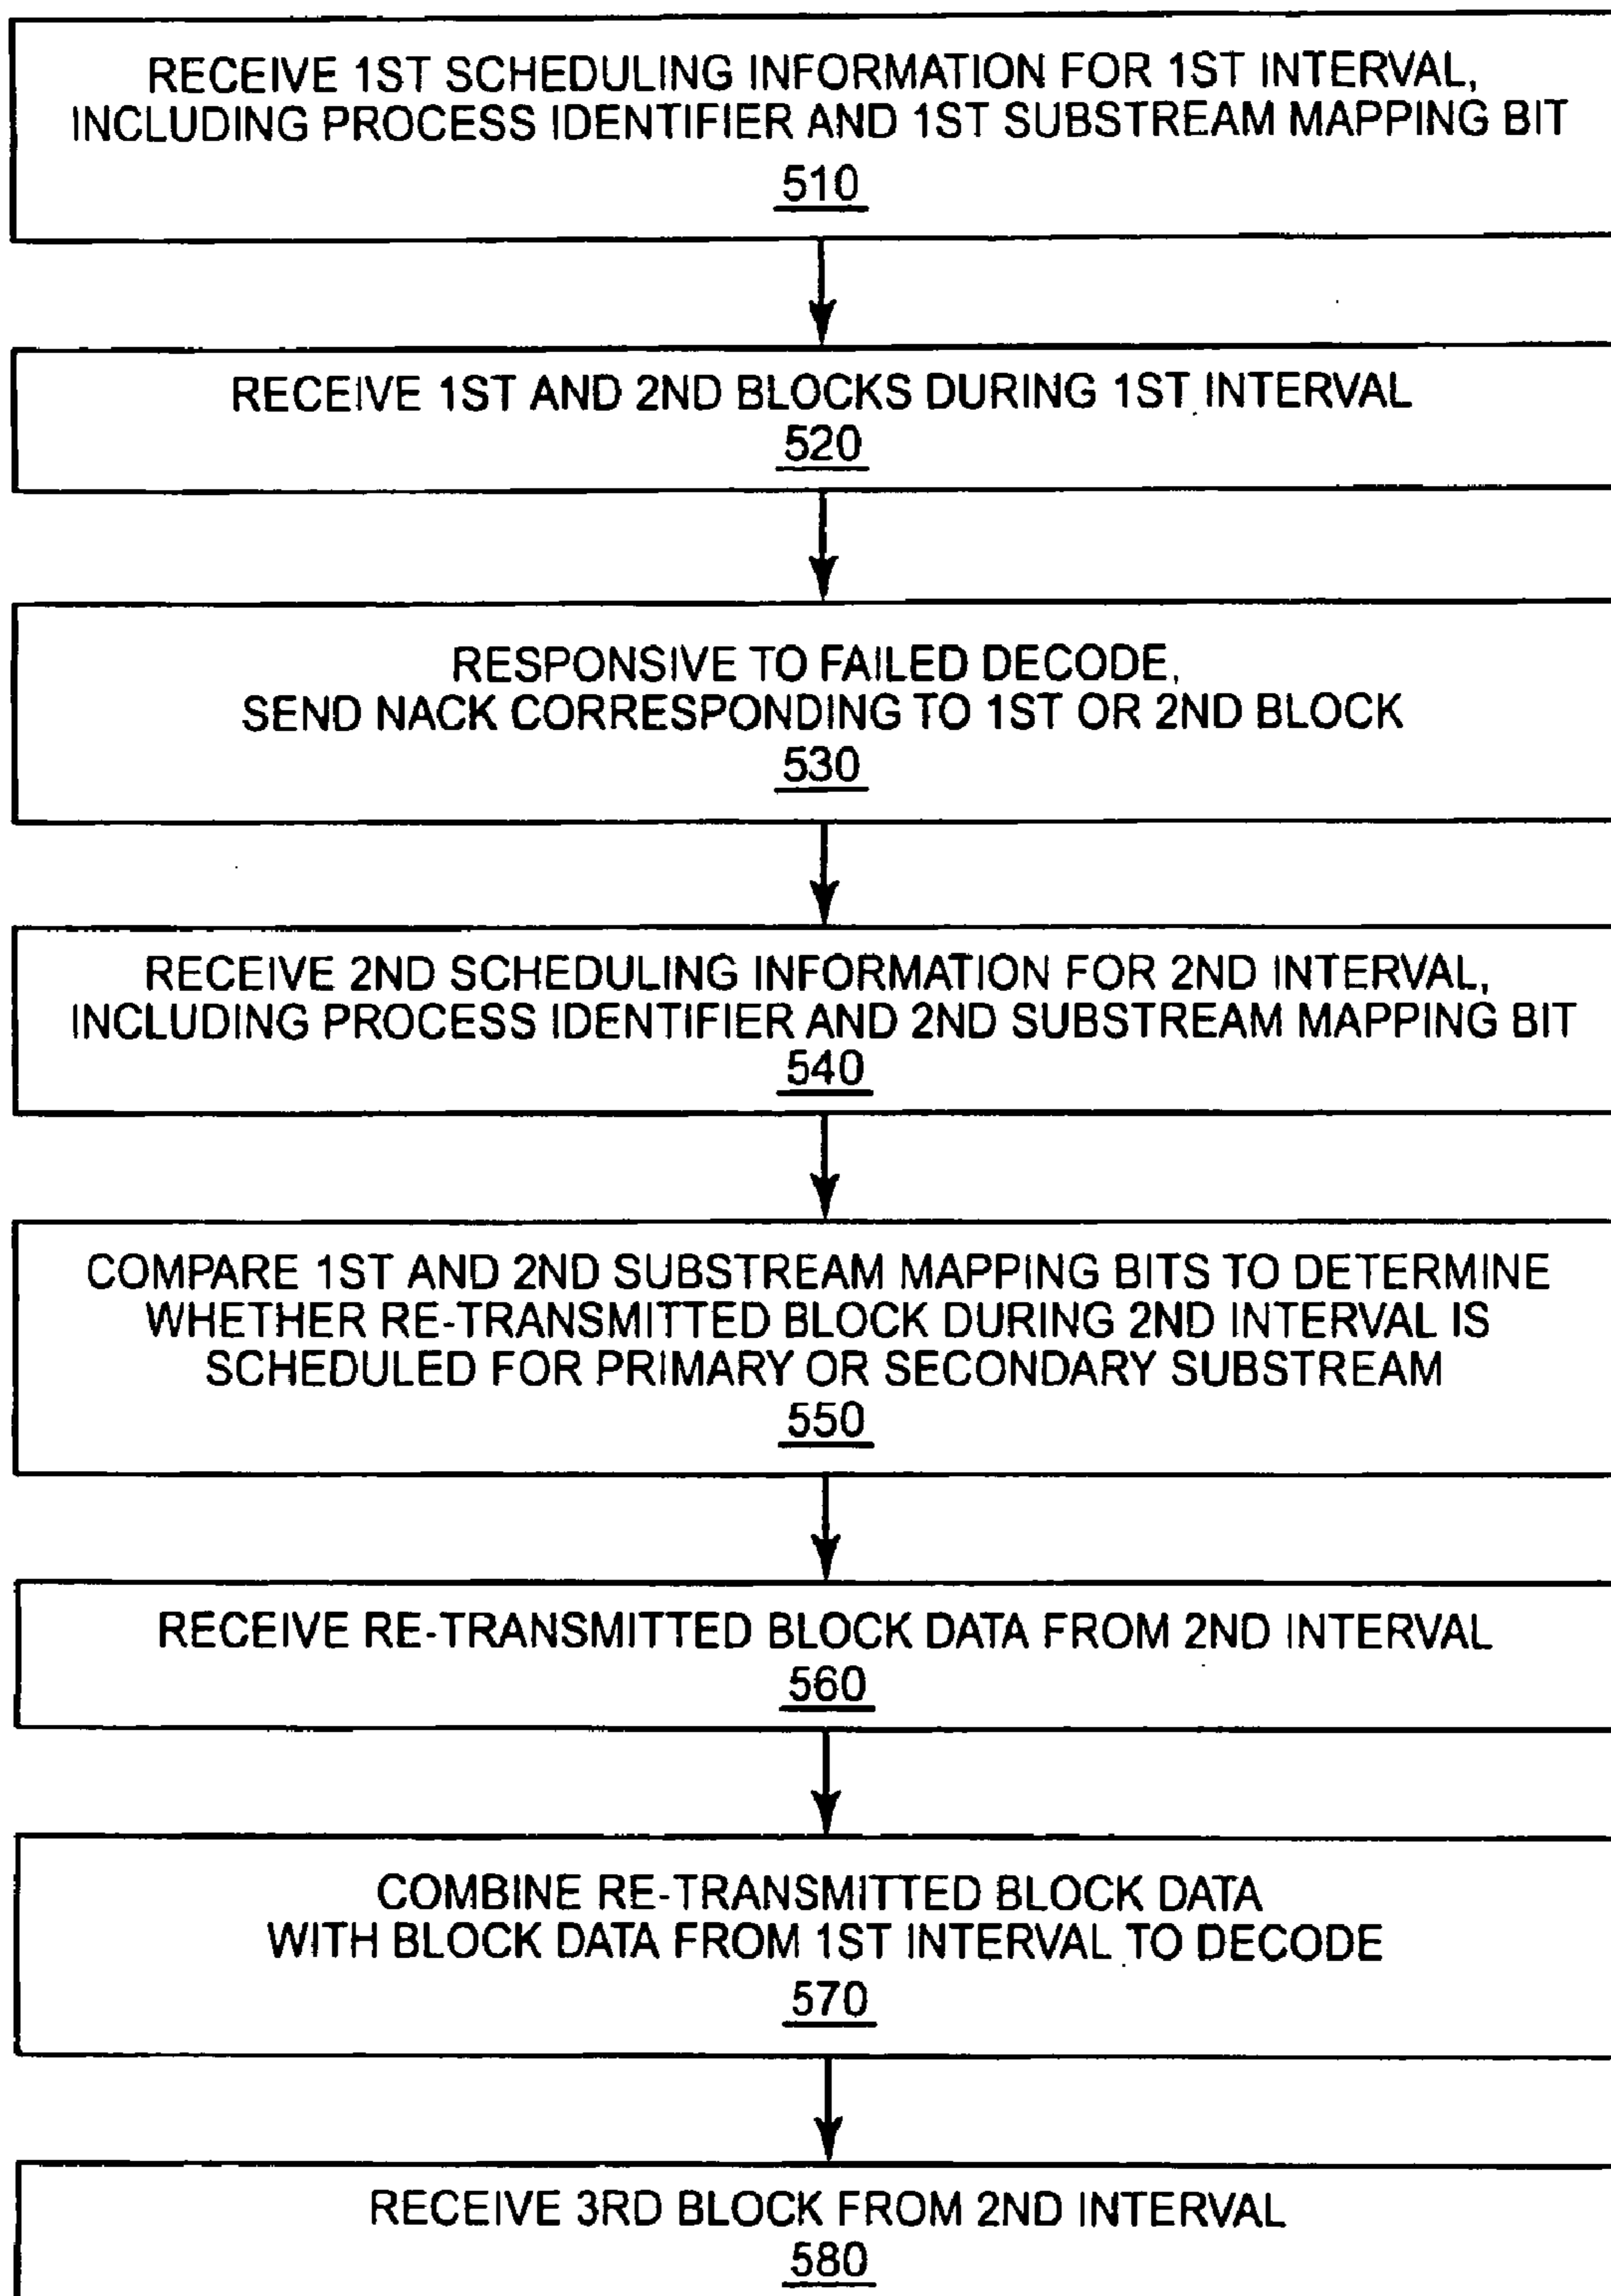 RECEIVE 1ST SCHEDULING INFORMATION FOR 1ST INTERVAL,
INCLUDING PROCESS IDENTIFIER AND 1ST SUBSTREAM MAPPING BIT
510
RECEIVE 1ST AND 2ND BLOCKS DURING 1ST INTERVAL
520
RESPONSIVE TO FAILED DECODE,
SEND NACK CORRESPONDING TO 1ST OR 2ND BLOCK
530
RECEIVE 2ND SCHEDULING INFORMATION FOR 2ND INTERVAL,
INCLUDING PROCESS IDENTIFIER AND 2ND SUBSTREAM MAPPING BIT
540
COMPARE 1ST AND 2ND SUBSTREAM MAPPING BITS TO DETERMINE
WHETHER RE-TRANSMITTED BLOCK DURING 2ND INTERVAL IS
SCHEDULED FOR PRIMARY OR SECONDARY SUBSTREAM
550
RECEIVE RE-TRANSMITTED BLOCK DATA FROM 2ND INTERVAL
560
COMBINE RE-TRANSMITTED BLOCK DATA
WITH BLOCK DATA FROM 1ST INTERVAL TO DECODE
570
RECEIVE 3RD BLOCK FROM 2ND INTERVAL
580